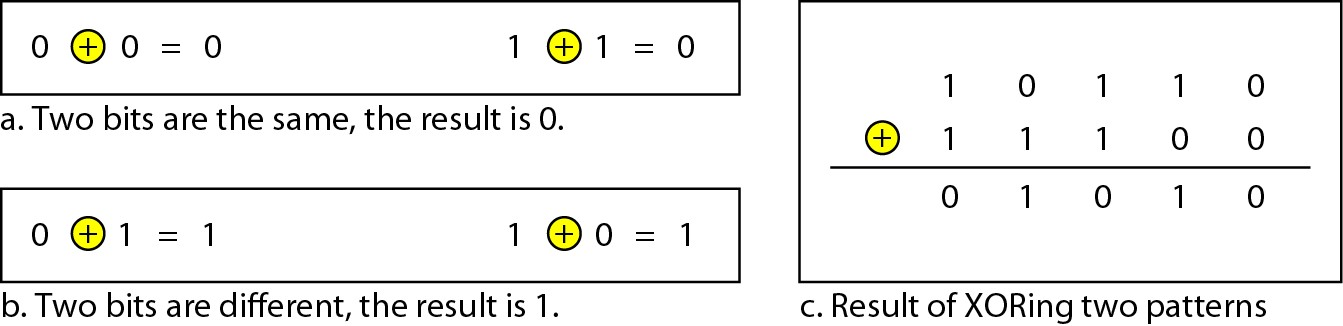 0 ⊕ 0 = 0 1 ⊕ 1 = 0
a. Two bits are the same, the result is 0.
0 ⊕ 1 = 1 1 ⊕ 0 = 1
b. Two bits are different, the result is 1.
1 0 1 1 0
⊕ 1 1 1 0 0
0 1 0 1 0
c. Result of XORing two patterns